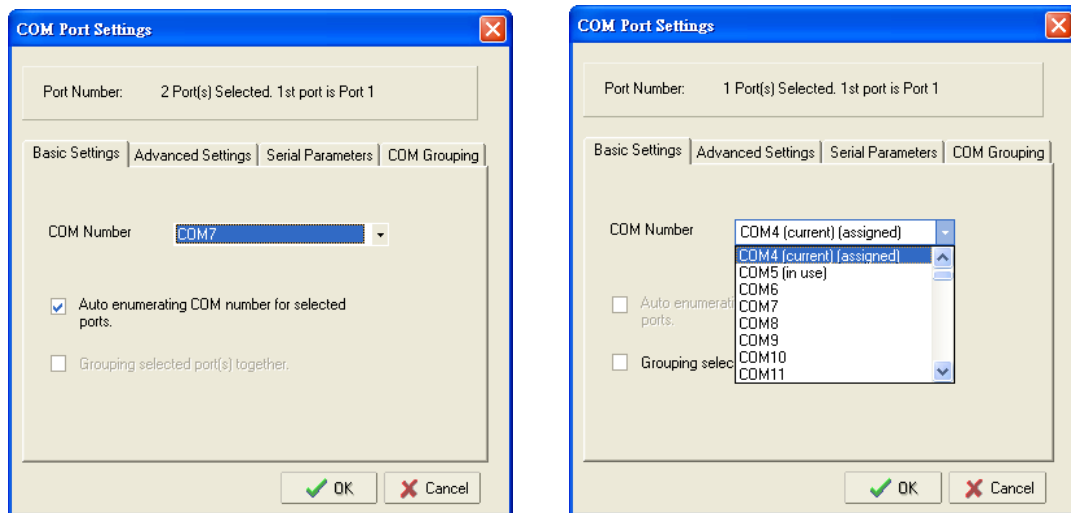 COM Port Settings
Port Number: 2 Port(s) Selected. 1st port is Port 1
Basic Settings Advanced Settings Serial Parameters COM Grouping
COM Number COM7
Auto enumerating COM number for selected
ports.
Grouping selected port(s) together.
OK Cancel
COM Port Settings
Port Number: 1 Port(s) Selected. 1st port is Port 1
Basic Settings Advanced Settings Serial Parameters COM Grouping
COM Number COM4 (current) (assigned)
COM4 (current) (assigned)
COM5 (in use)
COM6
Auto enumerati
COM7
ports.
COM8
COM9
Grouping selec
COM10
COM11
OK Cancel